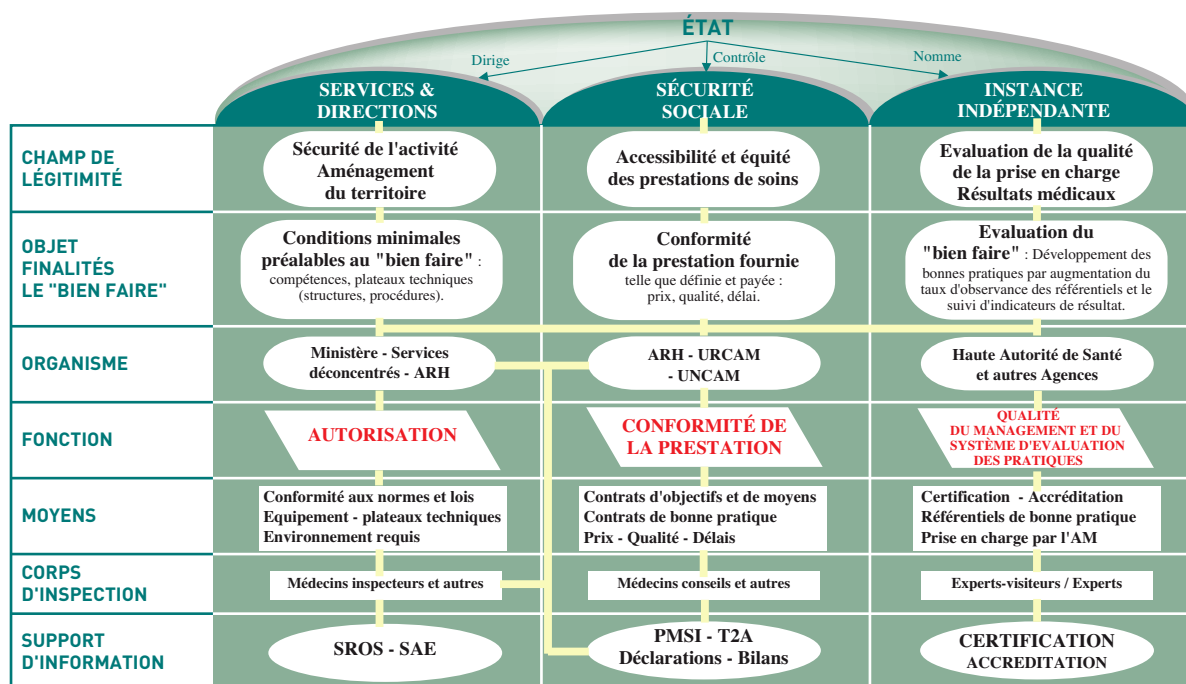 ÉTAT
Dirige
Contrôle
Nomme
SERVICES &
DIRECTIONS
SÉCURITÉ
SOCIALE
INSTANCE
INDÉPENDANTE
CHAMP DE
LÉGITIMITÉ
Sécurité de l'activité
Aménagement
du territoire
Accessibilité et équité
des prestations de soins
Evaluation de la qualité
de la prise en charge
Résultats médicaux
OBJET
FINALITÉS
LE "BIEN FAIRE"
Conditions minimales
préalables au "bien faire" :
compétences, plateaux techniques
(structures, procédures).
Conformité
de la prestation fournie
telle que définie et payée :
prix, qualité, délai.
Evaluation du
"bien faire" : Développement des
bonnes pratiques par augmentation du
taux d'observance des référentiels et le
suivi d'indicateurs de résultat.
ORGANISME
Ministère - Services
déconcentrés - ARH
ARH - URCAM
- UNCAM
Haute Autorité de Santé
et autres Agences
FONCTION
AUTORISATION
CONFORMITÉ DE
LA PRESTATION
QUALITÉ
DU MANAGEMENT ET DU
SYSTÈME D'EVALUATION
DES PRATIQUES
MOYENS
Conformité aux normes et lois
Equipement - plateaux techniques
Environnement requis
Contrats d'objectifs et de moyens
Contrats de bonne pratique
Prix - Qualité - Délais
Certification - Accréditation
Référentiels de bonne pratique
Prise en charge par l'AM
CORPS
D'INSPECTION
Médecins inspecteurs et autres
Médecins conseils et autres
Experts-visiteurs / Experts
SUPPORT
D'INFORMATION
SROS - SAE
PMSI - T2A
Déclarations - Bilans
CERTIFICATION
ACCREDITATION